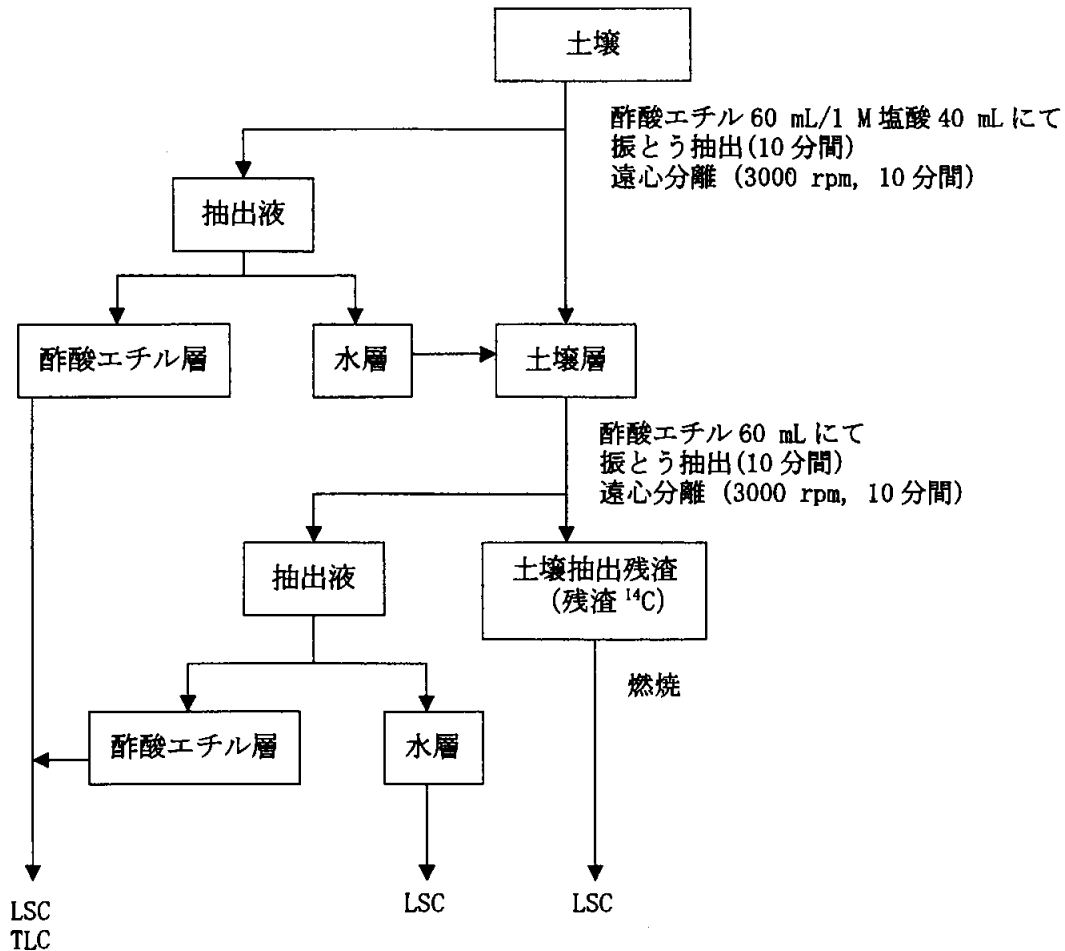 土壌
酢酸エチル 60 mL/1 M 塩酸 40 mL にて
振とう抽出(10 分間)
遠心分離 (3000 rpm, 10 分間)
抽出液
酢酸エチル層
水層
土壌層
酢酸エチル 60 mL にて
振とう抽出(10 分間)
遠心分離 (3000 rpm, 10 分間)
抽出液
土壌抽出残渣
(残渣 ¹⁴C)
燃焼
酢酸エチル層
水層
LSC
TLC
LSC
LSC